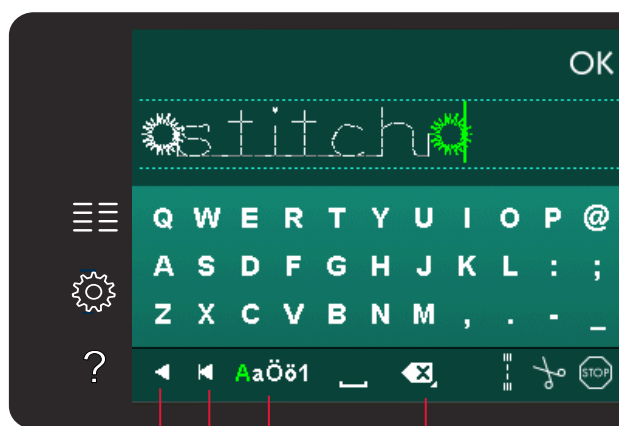 OK
stitch
Q W E R T Y U I O P @
A S D F G H J K L : ;
Z X C V B N M , . - _
? AaÖö1 STOP